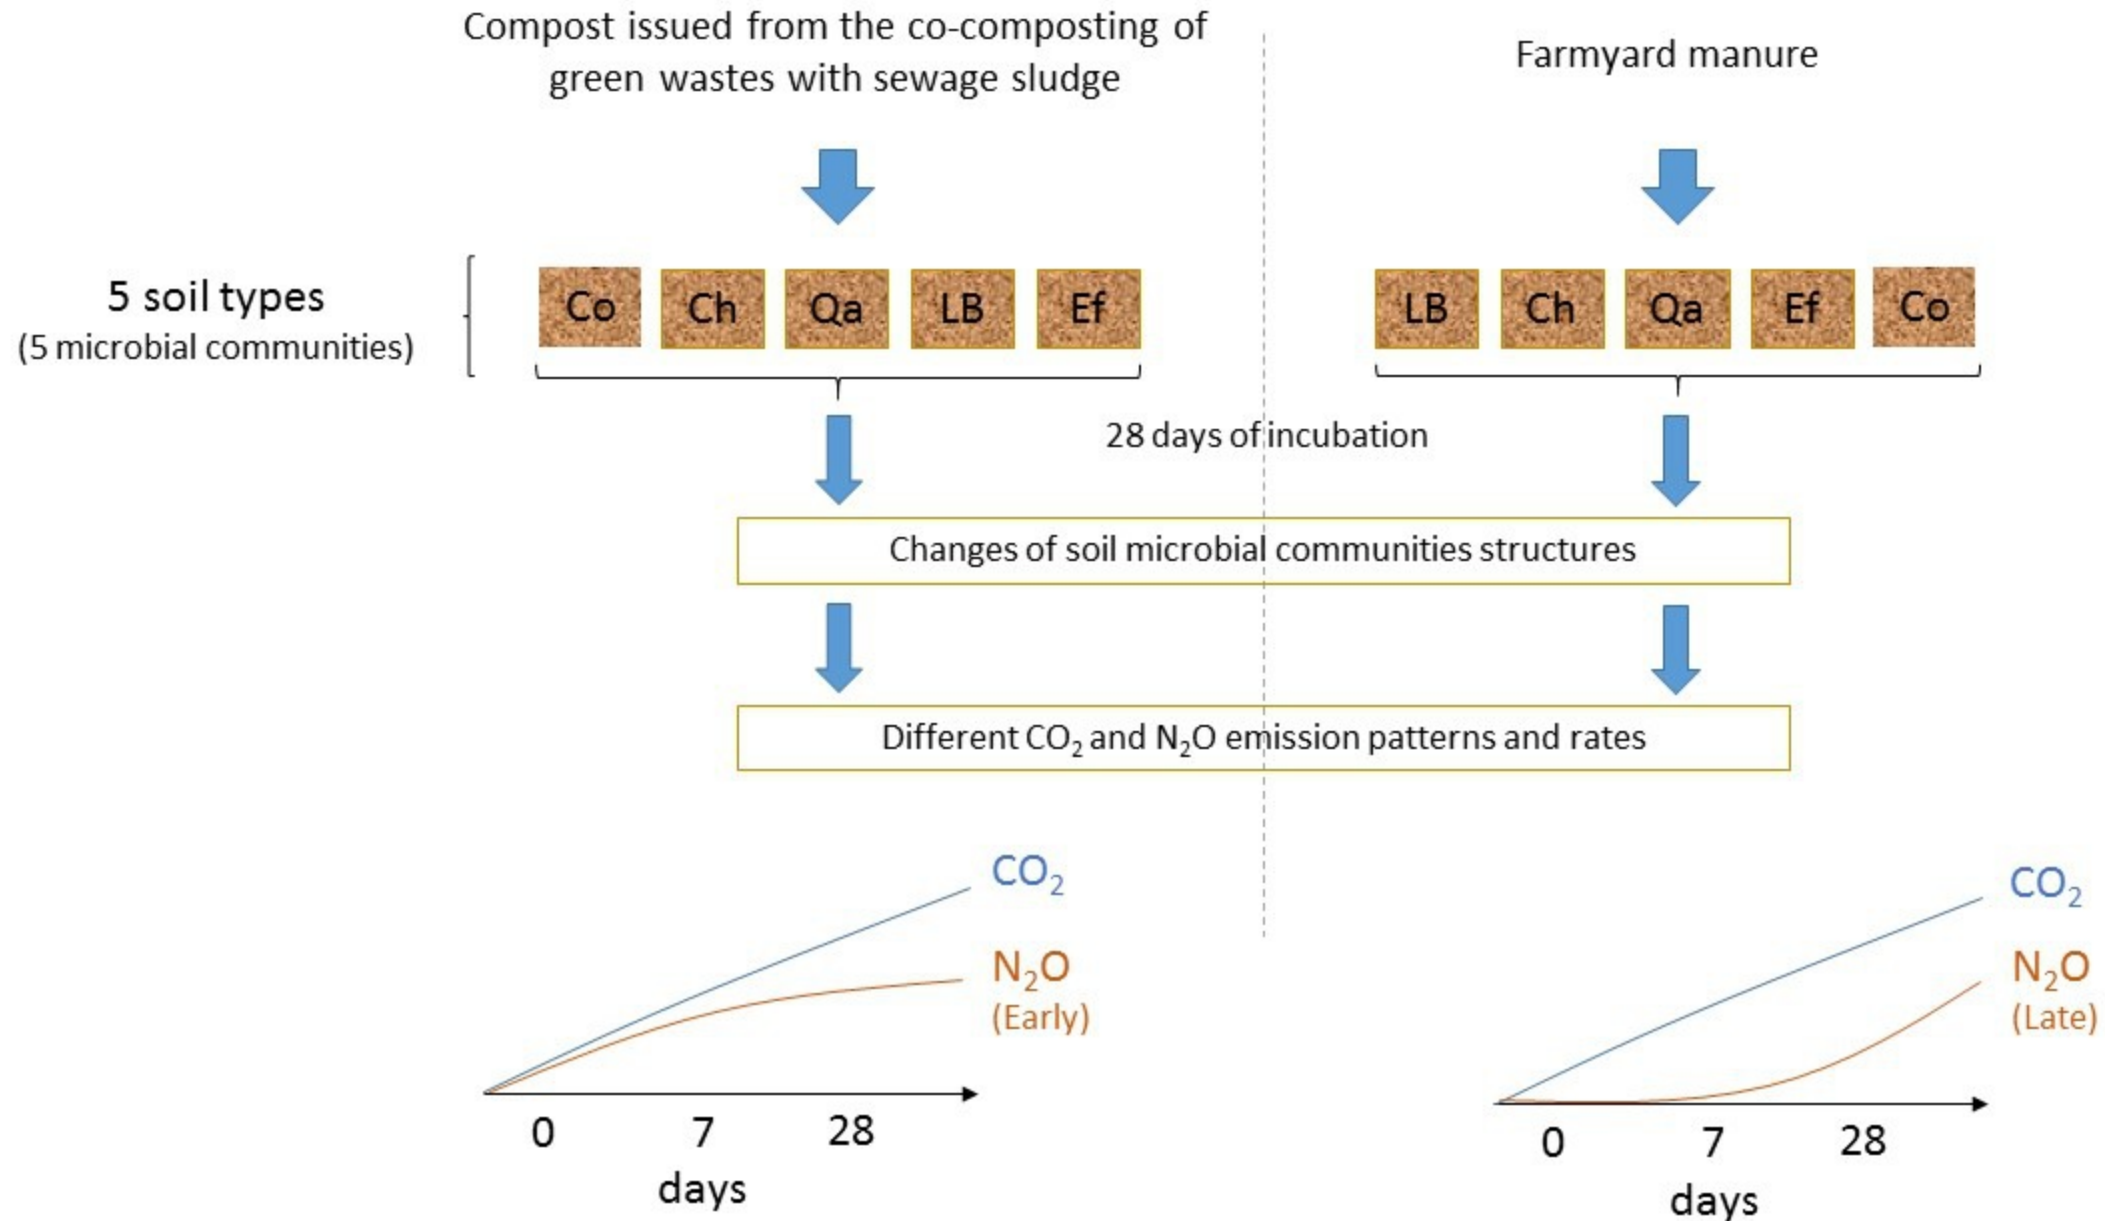 Compost issued from the co-composting of
green wastes with sewage sludge
Farmyard manure
5 soil types
(5 microbial communities)
Co Ch Qa LB Ef
LB Ch Qa Ef Co
28 days of incubation
Changes of soil microbial communities structures
Different CO₂ and N₂O emission patterns and rates
CO₂
N₂O
(Early)
0 7 28
days
CO₂
N₂O
(Late)
0 7 28
days